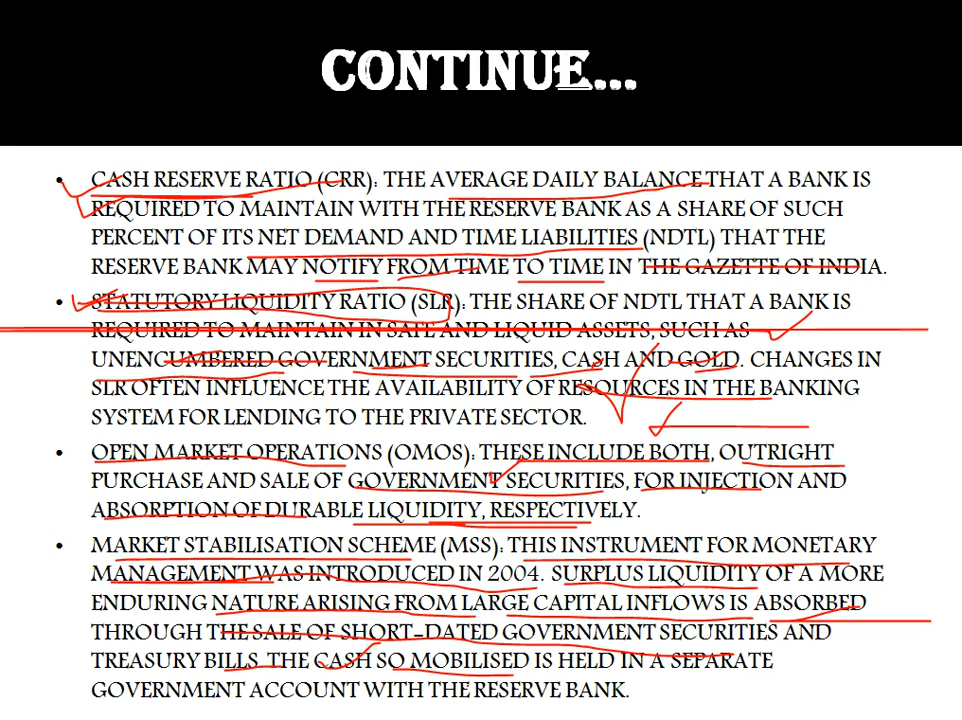 CONTINUE...
• CASH RESERVE RATIO (CRR): THE AVERAGE DAILY BALANCE THAT A BANK IS
REQUIRED TO MAINTAIN WITH THE RESERVE BANK AS A SHARE OF SUCH
PERCENT OF ITS NET DEMAND AND TIME LIABILITIES (NDTL) THAT THE
RESERVE BANK MAY NOTIFY FROM TIME TO TIME IN THE GAZETTE OF INDIA.
• STATUTORY LIQUIDITY RATIO (SLR): THE SHARE OF NDTL THAT A BANK IS
REQUIRED TO MAINTAIN IN SAFE AND LIQUID ASSETS, SUCH AS
UNENCUMBERED GOVERNMENT SECURITIES, CASH AND GOLD. CHANGES IN
SLR OFTEN INFLUENCE THE AVAILABILITY OF RESOURCES IN THE BANKING
SYSTEM FOR LENDING TO THE PRIVATE SECTOR.
• OPEN MARKET OPERATIONS (OMOS): THESE INCLUDE BOTH, OUTRIGHT
PURCHASE AND SALE OF GOVERNMENT SECURITIES, FOR INJECTION AND
ABSORPTION OF DURABLE LIQUIDITY, RESPECTIVELY.
• MARKET STABILISATION SCHEME (MSS): THIS INSTRUMENT FOR MONETARY
MANAGEMENT WAS INTRODUCED IN 2004. SURPLUS LIQUIDITY OF A MORE
ENDURING NATURE ARISING FROM LARGE CAPITAL INFLOWS IS ABSORBED
THROUGH THE SALE OF SHORT-DATED GOVERNMENT SECURITIES AND
TREASURY BILLS. THE CASH SO MOBILISED IS HELD IN A SEPARATE
GOVERNMENT ACCOUNT WITH THE RESERVE BANK.